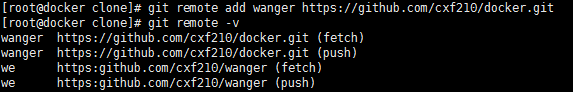 [root@docker clone]# git remote add wanger https://github.com/cxf210/docker.git
[root@docker clone]# git remote -v
wanger  https://github.com/cxf210/docker.git (fetch)
wanger  https://github.com/cxf210/docker.git (push)
we      https:github.com/cxf210/wanger (fetch)
we      https:github.com/cxf210/wanger (push)